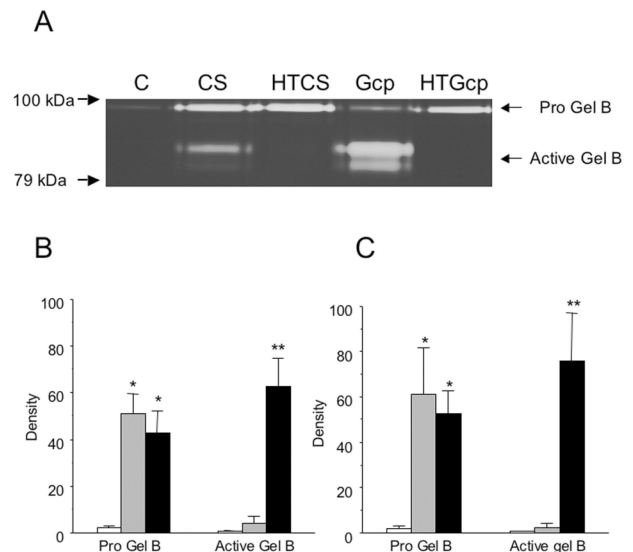 A
C CS HTCS Gcp HTGcp
100 kDa
Pro Gel B
Active Gel B
79 kDa
B C
100
80
60
40
20
0
Density
* * **
Pro Gel B Active Gel B
100
80
60
40
20
0
Density
* * **
Pro Gel B Active gel B